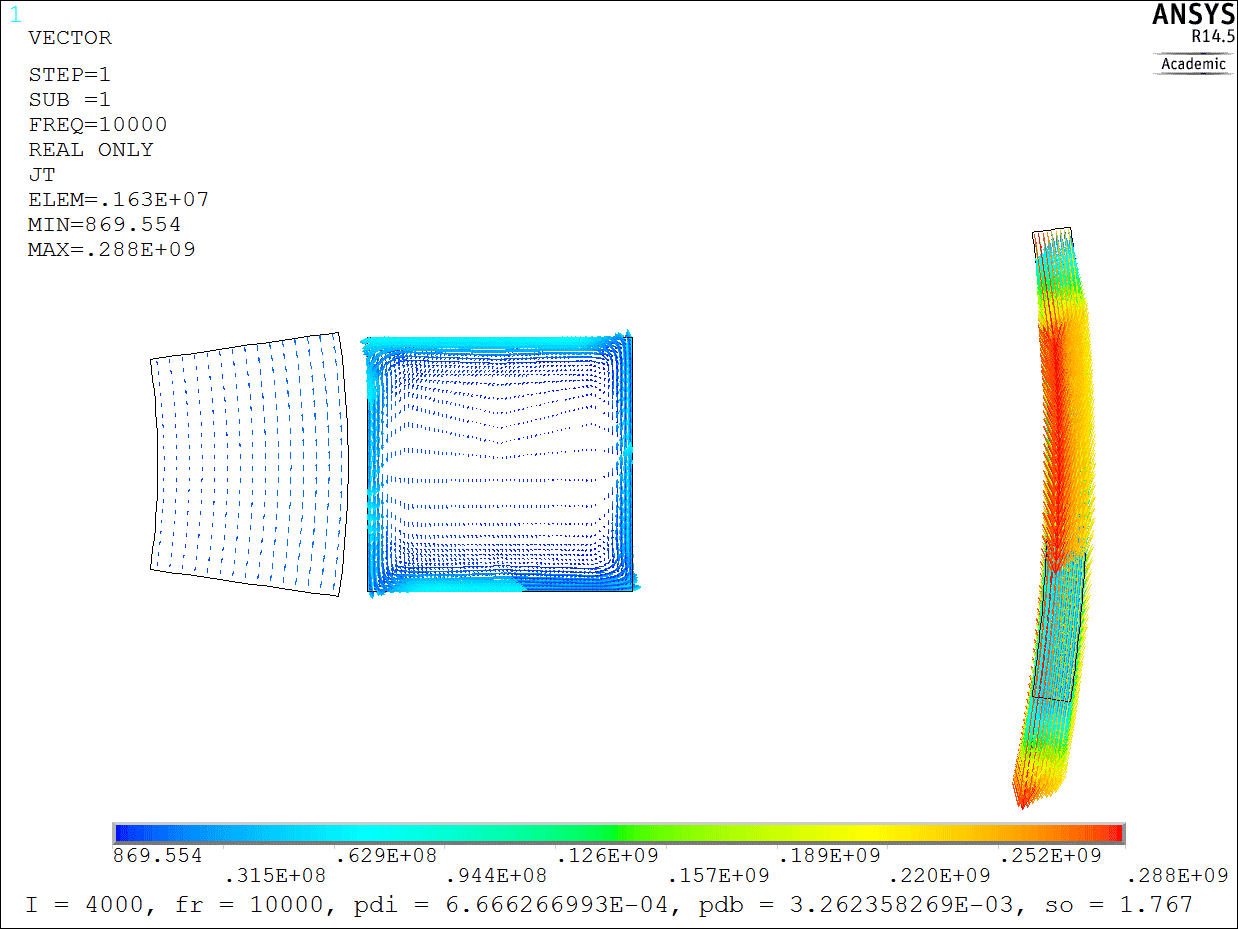 1
VECTOR
STEP=1
SUB =1
FREQ=10000
REAL ONLY
JT
ELEM=.163E+07
MIN=869.554
MAX=.288E+09
ANSYS
R14.5
Academic
869.554 .629E+08 .126E+09 .189E+09 .252E+09
.315E+08 .944E+08 .157E+09 .220E+09 .288E+09
I = 4000, fr = 10000, pdi = 6.666266993E-04, pdb = 3.262358269E-03, so = 1.767